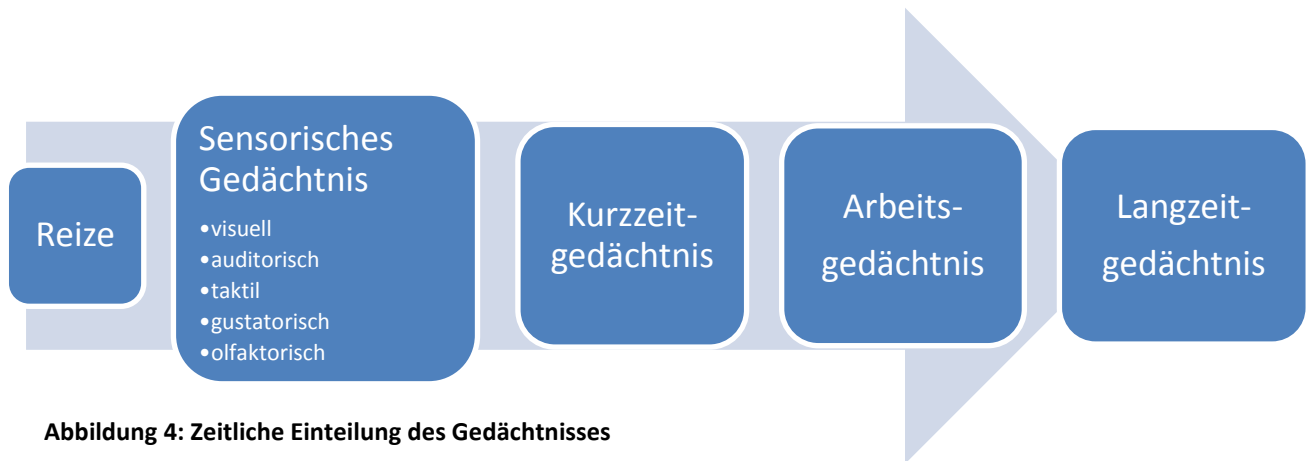 Reize
Sensorisches
Gedächtnis
•visuell
•auditorisch
•taktil
•gustatorisch
•olfaktorisch
Kurzzeit-
gedächtnis
Arbeits-
gedächtnis
Langzeit-
gedächtnis
Abbildung 4: Zeitliche Einteilung des Gedächtnisses